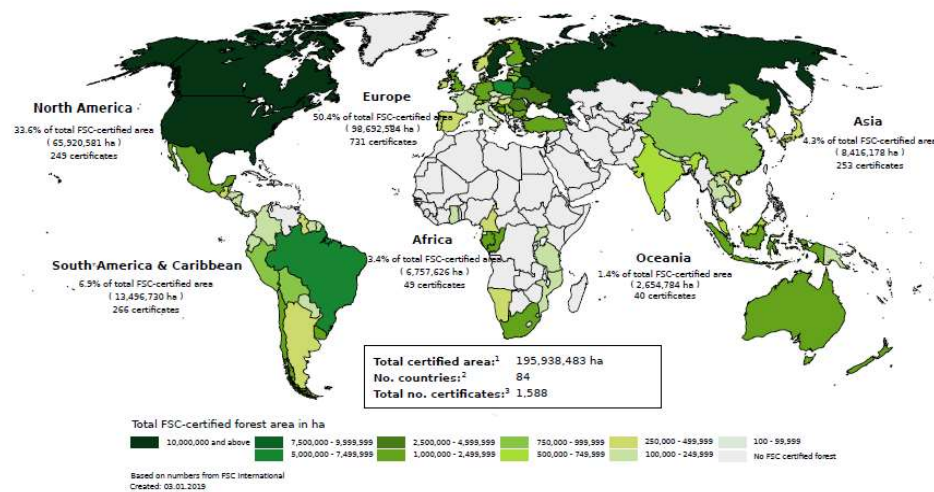 North America
33.6% of total FSC-certified area
( 65,920,581 ha )
249 certificates
Europe
50.4% of total FSC-certified area
( 98,692,584 ha )
731 certificates
Asia
4.3% of total FSC-certified area
( 8,416,178 ha )
253 certificates
South America & Caribbean
6.9% of total FSC-certified area
( 13,496,730 ha )
266 certificates
Africa
3.4% of total FSC-certified area
( 6,757,626 ha )
49 certificates
Oceania
1.4% of total FSC-certified area
( 2,654,784 ha )
40 certificates
Total certified area:¹ 195,938,483 ha
No. countries:² 84
Total no. certificates:³ 1,588
Total FSC-certified forest area in ha
10,000,000 and above 7,500,000 - 9,999,999 2,500,000 - 4,999,999 750,000 - 999,999 250,000 - 499,999 100 - 99,999
5,000,000 - 7,499,999 1,000,000 - 2,499,999 500,000 - 749,999 100,000 - 249,999 No FSC certified forest
Based on numbers from FSC International
Created: 03.01.2019